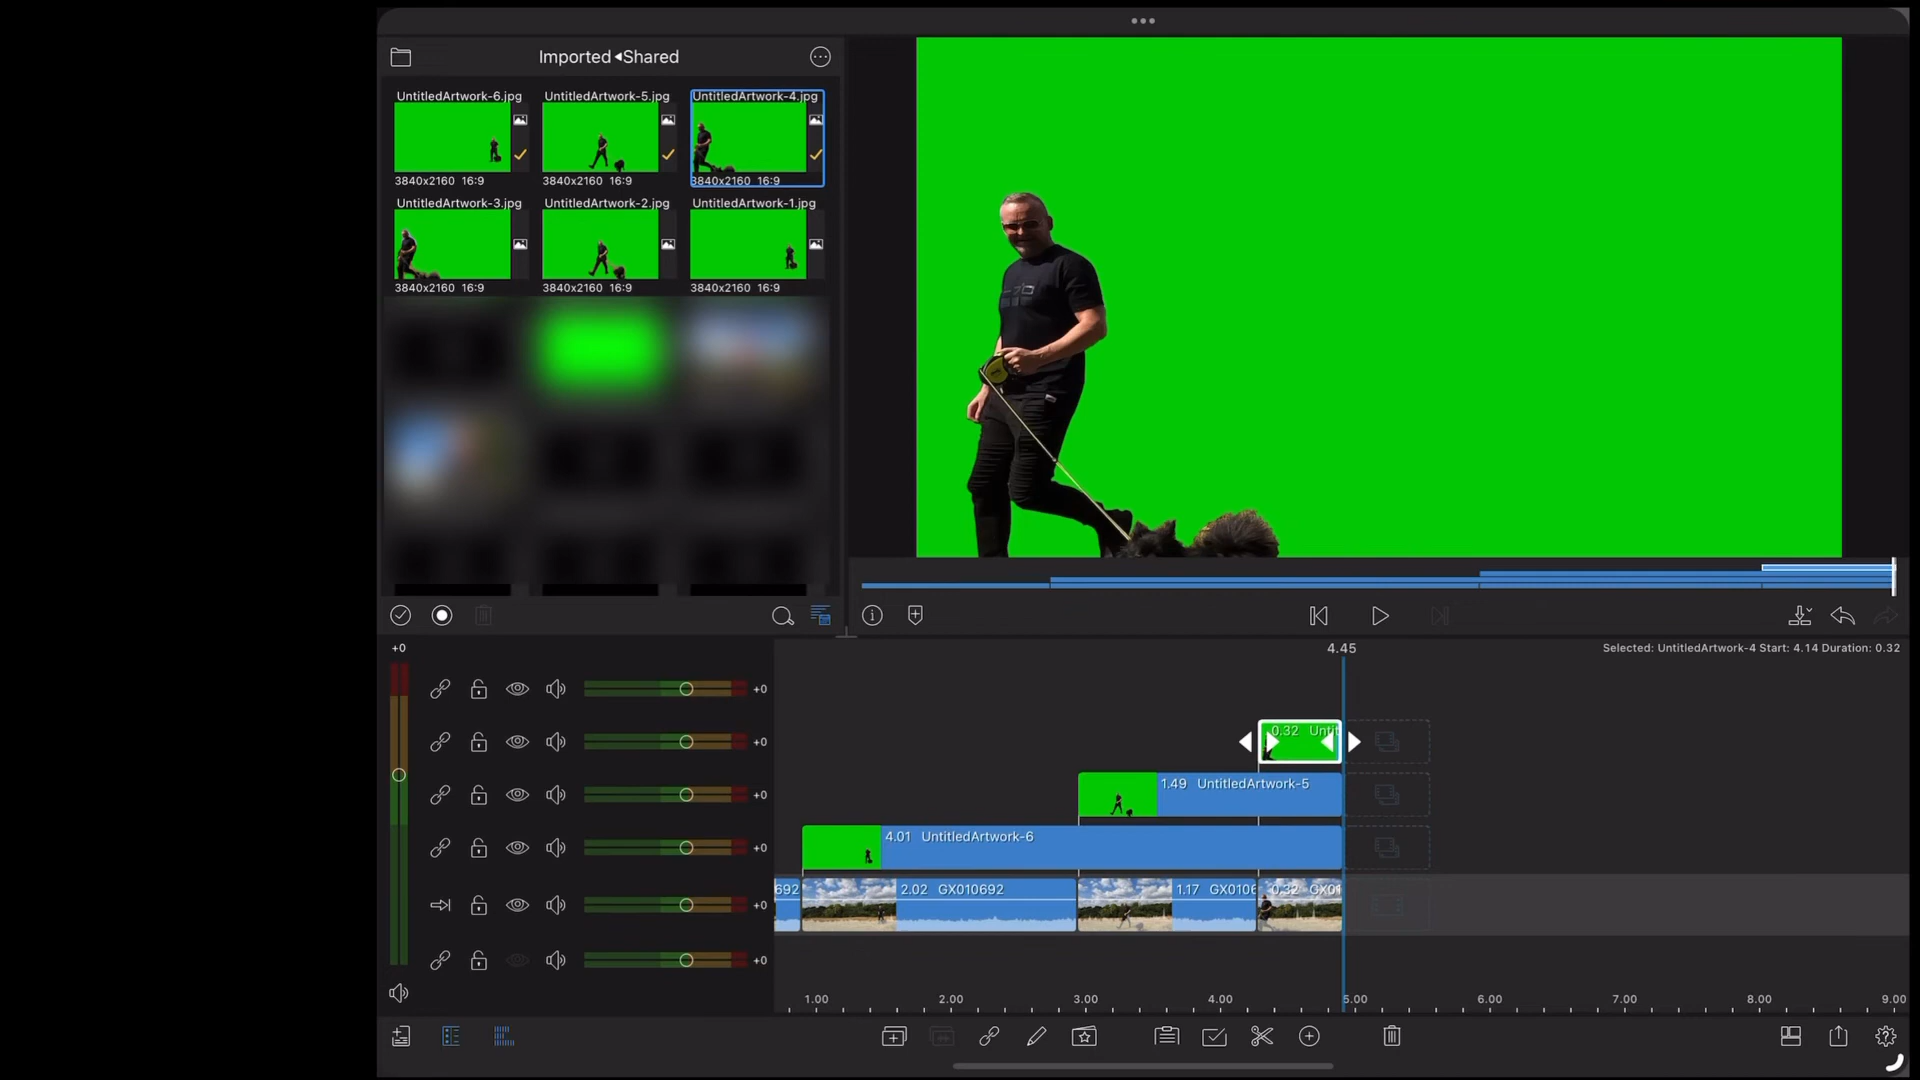 Imported ◂Shared
UntitledArtwork-6.jpg
UntitledArtwork-5.jpg
UntitledArtwork-4.jpg
3840x2160 16:9
3840x2160 16:9
3840x2160 16:9
UntitledArtwork-3.jpg
UntitledArtwork-2.jpg
UntitledArtwork-1.jpg
3840x2160 16:9
3840x2160 16:9
3840x2160 16:9
+0
4.45
Selected: UntitledArtwork-4 Start: 4.14 Duration: 0.32
+0
+0
0.32 Untit
+0
1.49 UntitledArtwork-5
+0
4.01 UntitledArtwork-6
692
2.02 GX010692
1.17 GX0106
0.32 GX01
+0
+0
1.00
2.00
3.00
4.00
5.00
6.00
7.00
8.00
9.00